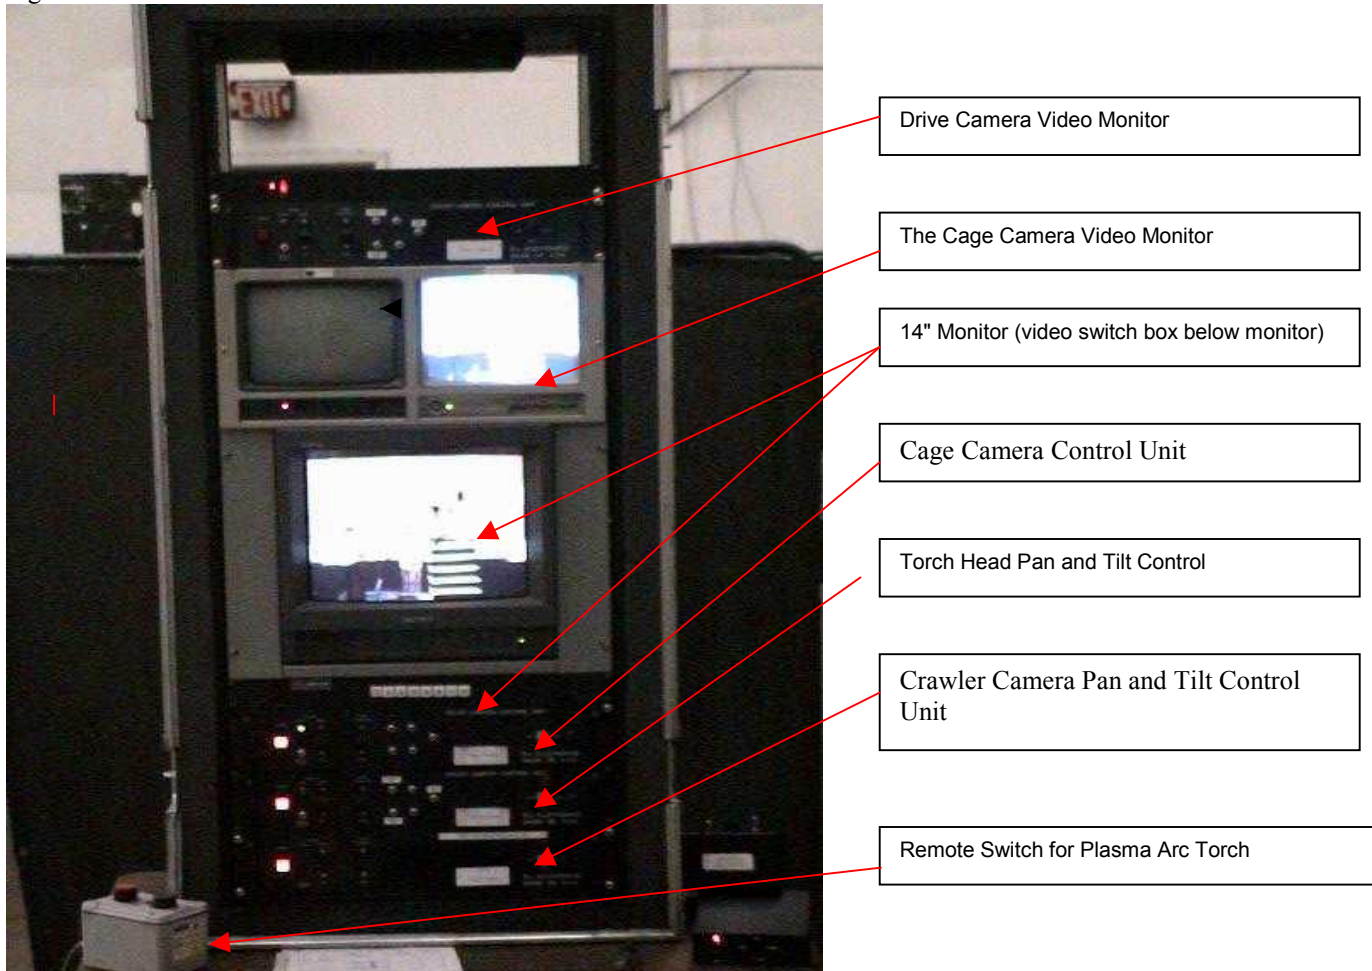 EXIT
Drive Camera Video Monitor
The Cage Camera Video Monitor
14" Monitor (video switch box below monitor)
Cage Camera Control Unit
Torch Head Pan and Tilt Control
Crawler Camera Pan and Tilt Control
Unit
Remote Switch for Plasma Arc Torch